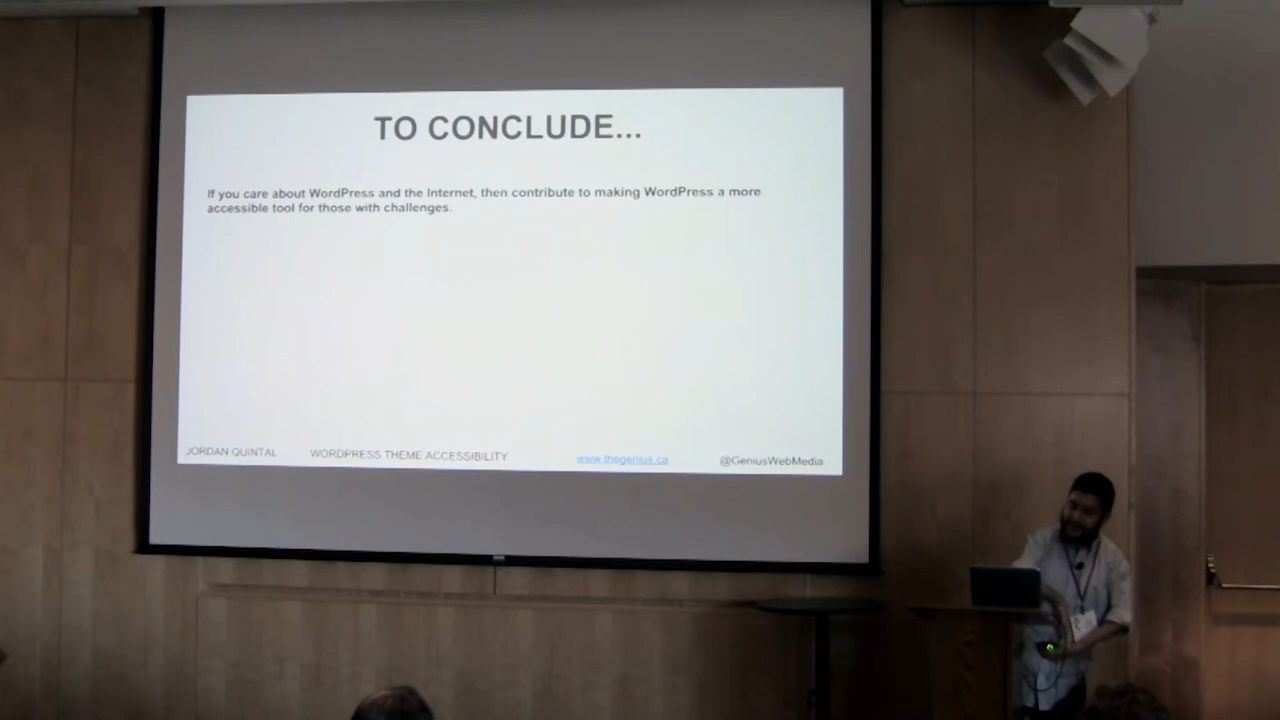 TO CONCLUDE...
If you care about WordPress and the Internet, then contribute to making WordPress a more
accessible tool for those with challenges.
JORDAN QUINTAL WORDPRESS THEME ACCESSIBILITY www.thegenius.ca @GeniusWebMedia